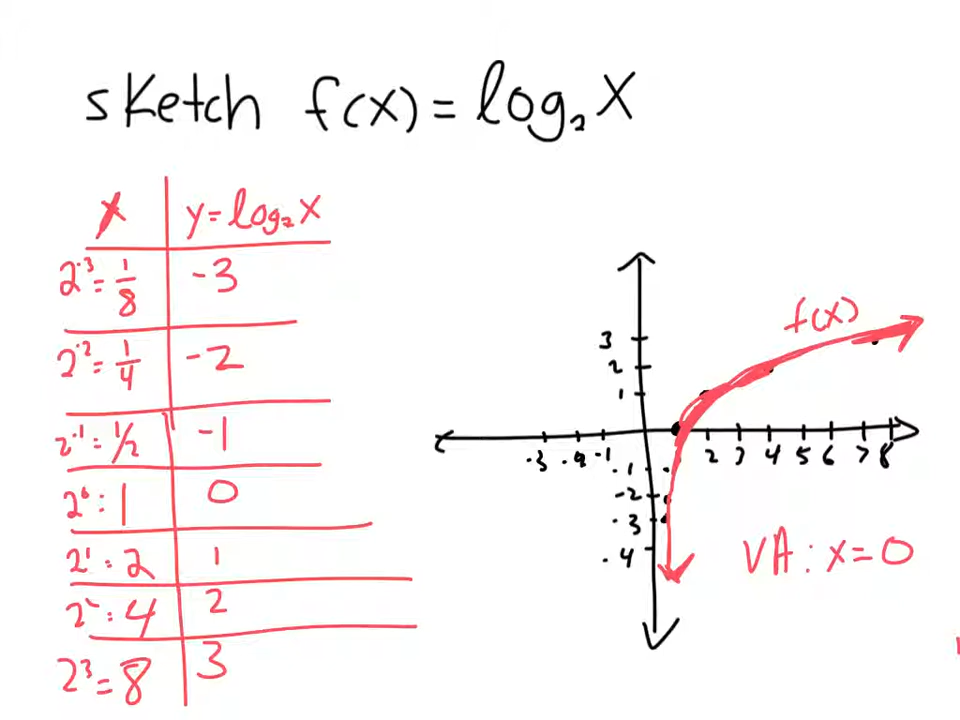 sketch f(x) = log₂ X
x | y = log₂ X
2⁻³ = 1/8 | -3
2⁻² = 1/4 | -2
2⁻¹ = 1/2 | -1
2⁰ = 1 | 0
2¹ = 2 | 1
2² = 4 | 2
2³ = 8 | 3
f(x)
3
2
1
-3 -2 -1 2 3 4 5 6 7 8
-1
-2
-3
-4
VA: x = 0